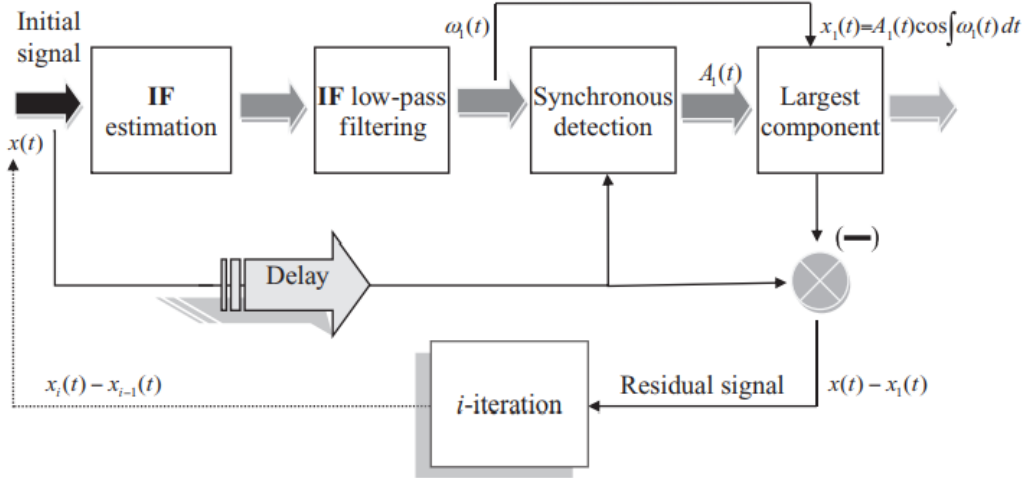 Initial
signal
x(t)
IF
estimation
IF low-pass
filtering
ω₁(t)
Synchronous
detection
A₁(t)
x₁(t)=A₁(t)cos∫ω₁(t)dt
Largest
component
(−)
Delay
x(t)−x₁(t)
Residual signal
i-iteration
xᵢ(t)−xᵢ₋₁(t)